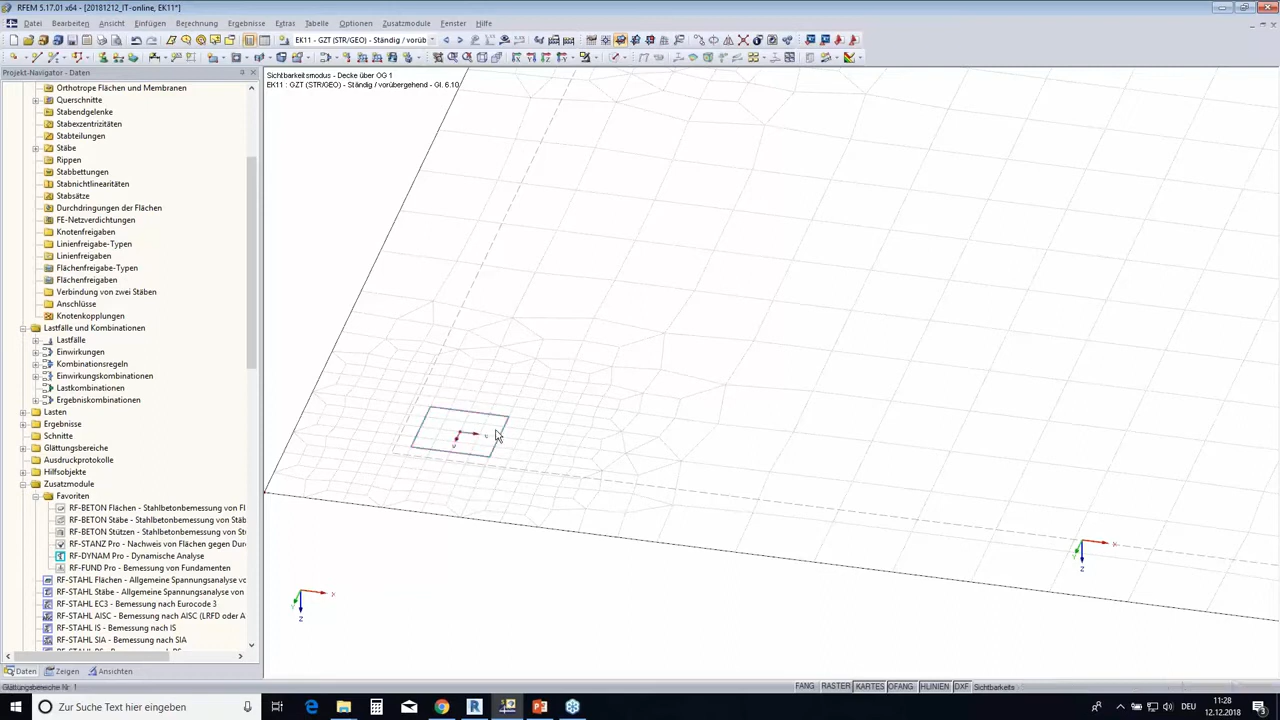 RFEM 5.17.01 x64 - [20181212_IT-online, EK11*]
Datei Bearbeiten Ansicht Einfügen Berechnung Ergebnisse Extras Tabelle Optionen Zusatzmodule Fenster Hilfe
EK11 - GZT (STR/GEO) - Ständig / vorüb
Projekt-Navigator - Daten
Orthotrope Flächen und Membranen
Querschnitte
Stabendgelenke
Stabexzentrizitäten
Stabteilungen
Stäbe
Rippen
Stabbettungen
Stabnichtlinearitäten
Stabsätze
Durchdringungen der Flächen
FE-Netzverdichtungen
Knotenfreigaben
Linienfreigabe-Typen
Linienfreigaben
Flächenfreigabe-Typen
Flächenfreigaben
Verbindung von zwei Stäben
Anschlüsse
Knotenkopplungen
Lastfälle und Kombinationen
Lastfälle
Einwirkungen
Kombinationsregeln
Einwirkungskombinationen
Lastkombinationen
Ergebniskombinationen
Lasten
Ergebnisse
Schnitte
Glättungsbereiche
Ausdruckprotokolle
Hilfsobjekte
Zusatzmodule
Favoriten
RF-BETON Flächen - Stahlbetonbemessung von Fl
RF-BETON Stäbe - Stahlbetonbemessung von Stäb
RF-BETON Stützen - Stahlbetonbemessung von St
RF-STANZ Pro - Nachweis von Flächen gegen Dur
RF-DYNAM Pro - Dynamische Analyse
RF-FUND Pro - Bemessung von Fundamenten
RF-STAHL Flächen - Allgemeine Spannungsanalyse vo
RF-STAHL Stäbe - Allgemeine Spannungsanalyse von
RF-STAHL EC3 - Bemessung nach Eurocode 3
RF-STAHL AISC - Bemessung nach AISC (LRFD oder A
RF-STAHL IS - Bemessung nach IS
RF-STAHL SIA - Bemessung nach SIA
Daten Zeigen Ansichten
Sichtbarkeitsmodus - Decke über OG 1
EK11 : GZT (STR/GEO) - Ständig / vorübergehend - Gl. 6.10
X
Y
Z
X
Y
Z
Glättungsbereiche Nr. 1
FANG RASTER KARTES OFANG HLINIEN DXF Sichtbarkeits
Zur Suche Text hier eingeben
DEU
11:28
12.12.2018